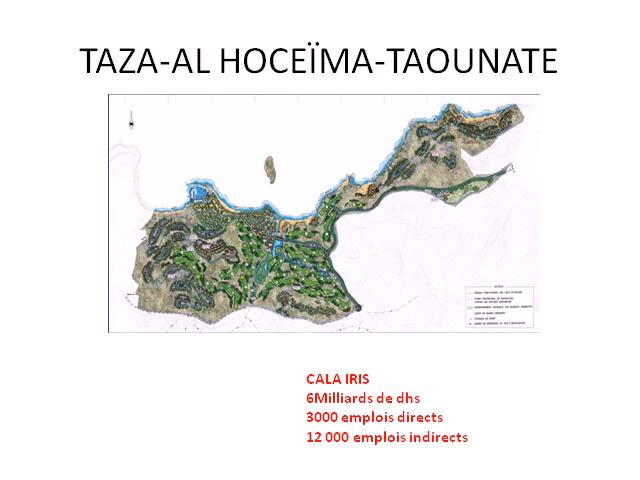 TAZA-AL HOCEÏMA-TAOUNATE
CALA IRIS
6Milliards de dhs
3000 emplois directs
12 000 emplois indirects